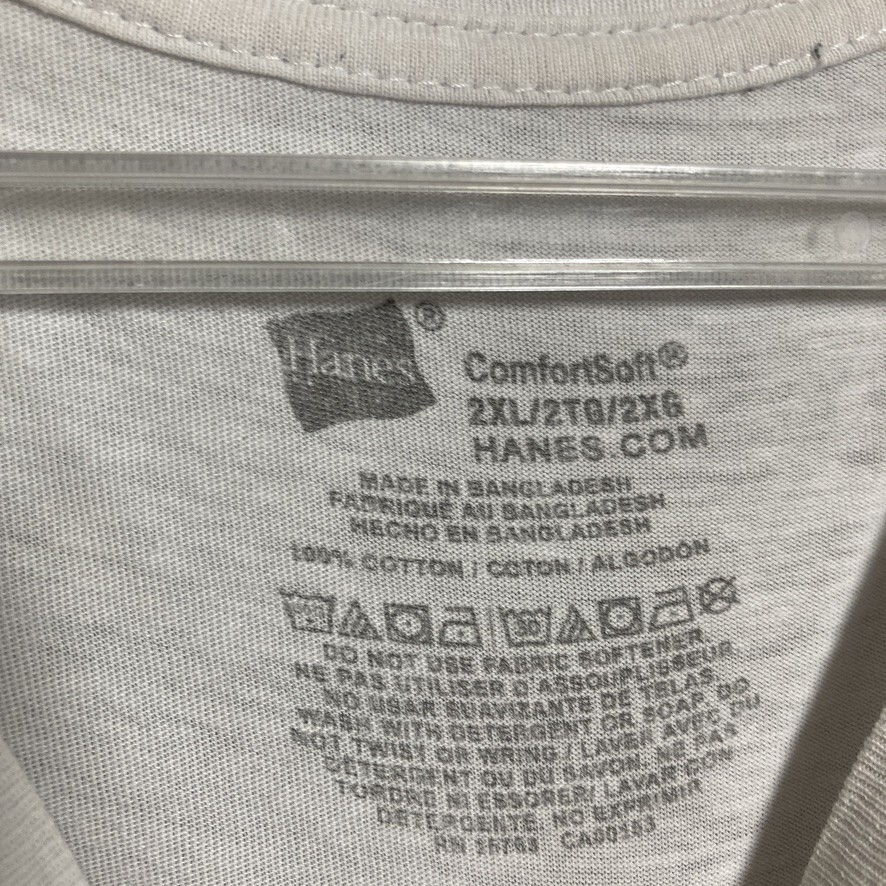 Hanes ®
ComfortSoft®
2XL/2TG/2XG
HANES.COM
MADE IN BANGLADESH
FABRIQUÉ AU BANGLADESH
HECHO EN BANGLADESH
100% COTTON / COTON / ALGODÓN
DO NOT USE FABRIC SOFTENER
NE PAS UTILISER D ASSOUPLISSEUR
NO USAR SUAVIZANTE DE TELAS
WASH WITH DETERGENT OR SOAP. DO
NOT TWIST OR WRING / LAVER AVEC DU
DETERGENT OU DU SAVON. NE PAS
TORDRE NI ESSORER/ LAVAR CON
DETERGENTE. NO EXPRIMIR
RN CA00153